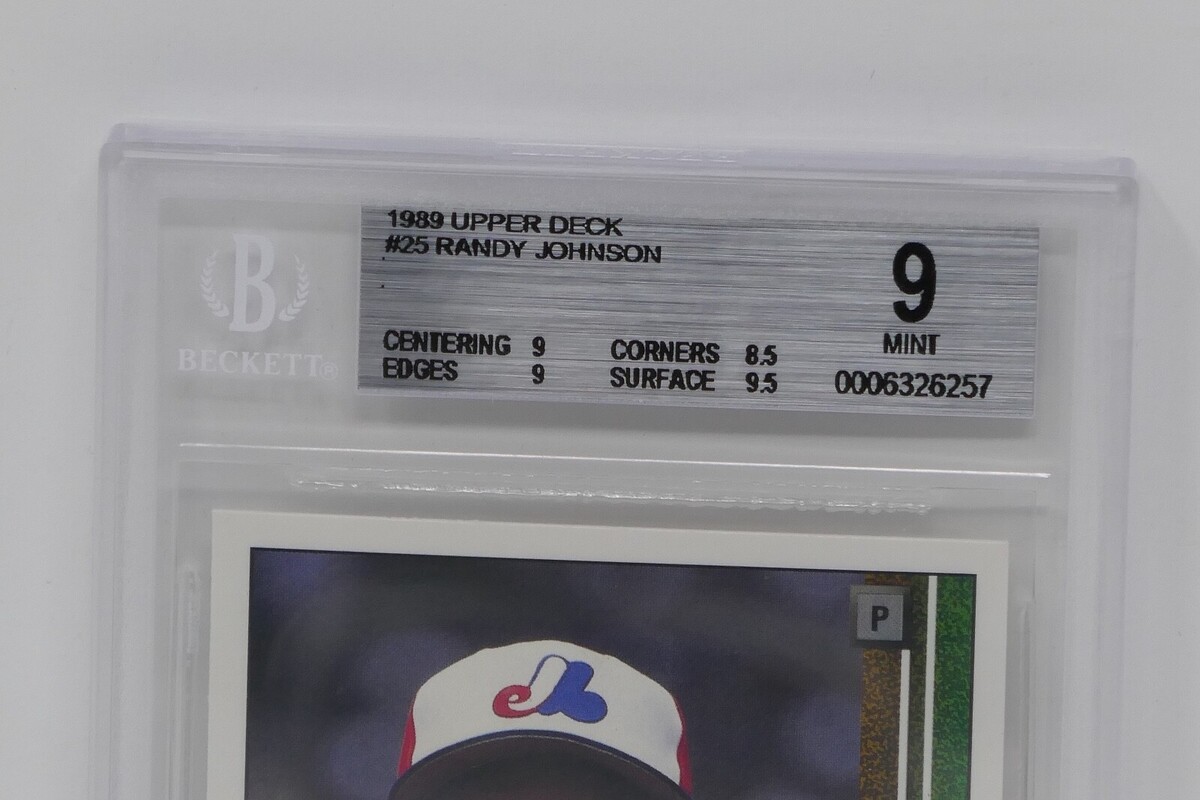 1989 UPPER DECK
#25 RANDY JOHNSON
9
MINT
CENTERING 9 CORNERS 8.5
EDGES 9 SURFACE 9.5
0006326257
B
BECKETT®
P
e